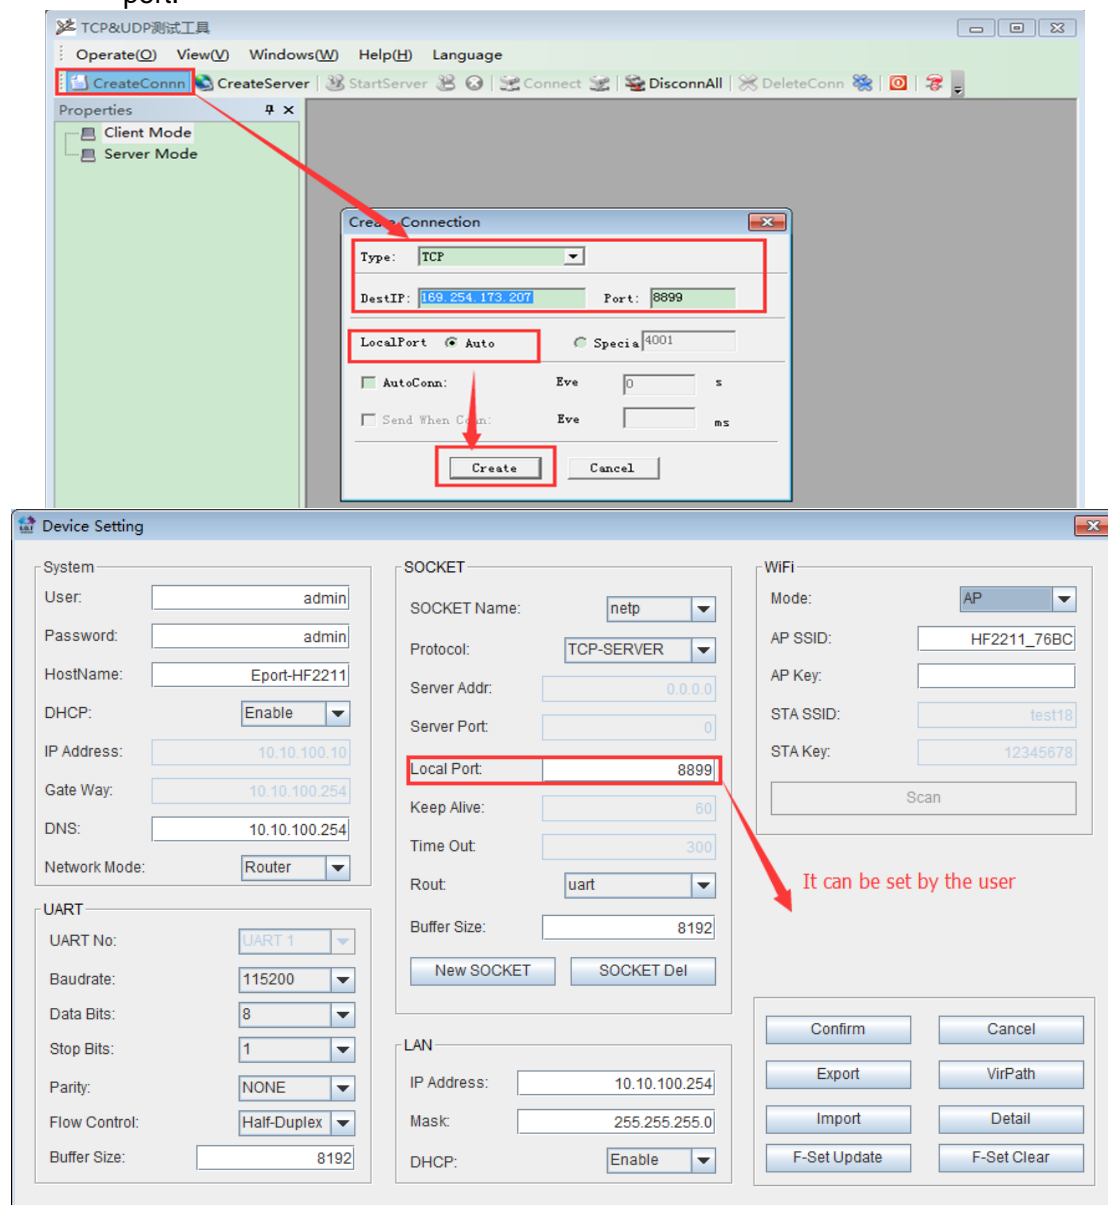 port.
TCP&UDP测试工具
Operate(O) View(V) Windows(W) Help(H) Language
CreateConnn CreateServer StartServer Connect DisconnAll DeleteConn
Properties
Client Mode
Server Mode
Create Connection
Type: TCP
DestIP: 169.254.173.207 Port: 8899
LocalPort Auto Specia 4001
AutoConn: Eve 0 s
Send When Conn: Eve ms
Create Cancel
Device Setting
System
User: admin
Password: admin
HostName: Eport-HF2211
DHCP: Enable
IP Address: 10.10.100.10
Gate Way: 10.10.100.254
DNS: 10.10.100.254
Network Mode: Router
UART
UART No: UART 1
Baudrate: 115200
Data Bits: 8
Stop Bits: 1
Parity: NONE
Flow Control: Half-Duplex
Buffer Size: 8192
SOCKET
SOCKET Name: netp
Protocol: TCP-SERVER
Server Addr: 0.0.0.0
Server Port: 0
Local Port: 8899
Keep Alive: 60
Time Out: 300
Rout: uart
Buffer Size: 8192
New SOCKET SOCKET Del
LAN
IP Address: 10.10.100.254
Mask: 255.255.255.0
DHCP: Enable
WiFi
Mode: AP
AP SSID: HF2211_76BC
AP Key:
STA SSID: test18
STA Key: 12345678
Scan
It can be set by the user
Confirm Cancel
Export VirPath
Import Detail
F-Set Update F-Set Clear